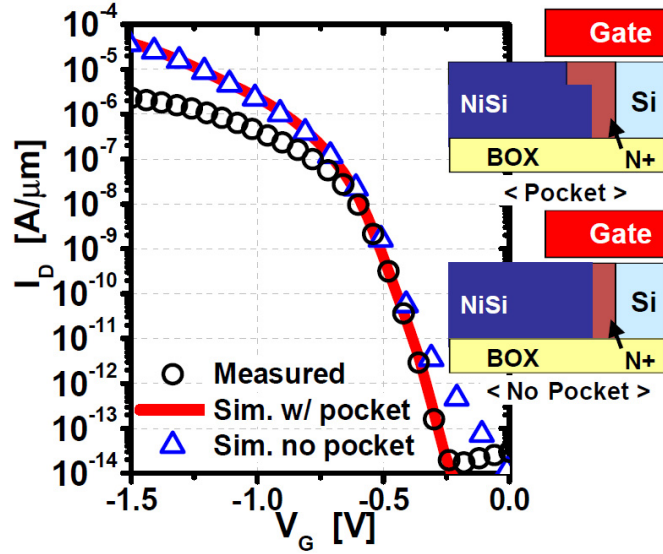 I_D [A/μm]
10^-4
10^-5
10^-6
10^-7
10^-8
10^-9
10^-10
10^-11
10^-12
10^-13
10^-14
Measured
Sim. w/ pocket
Sim. no pocket
-1.5 -1.0 -0.5 0.0
V_G [V]
Gate
NiSi Si
BOX N+
< Pocket >
Gate
NiSi Si
BOX N+
< No Pocket >